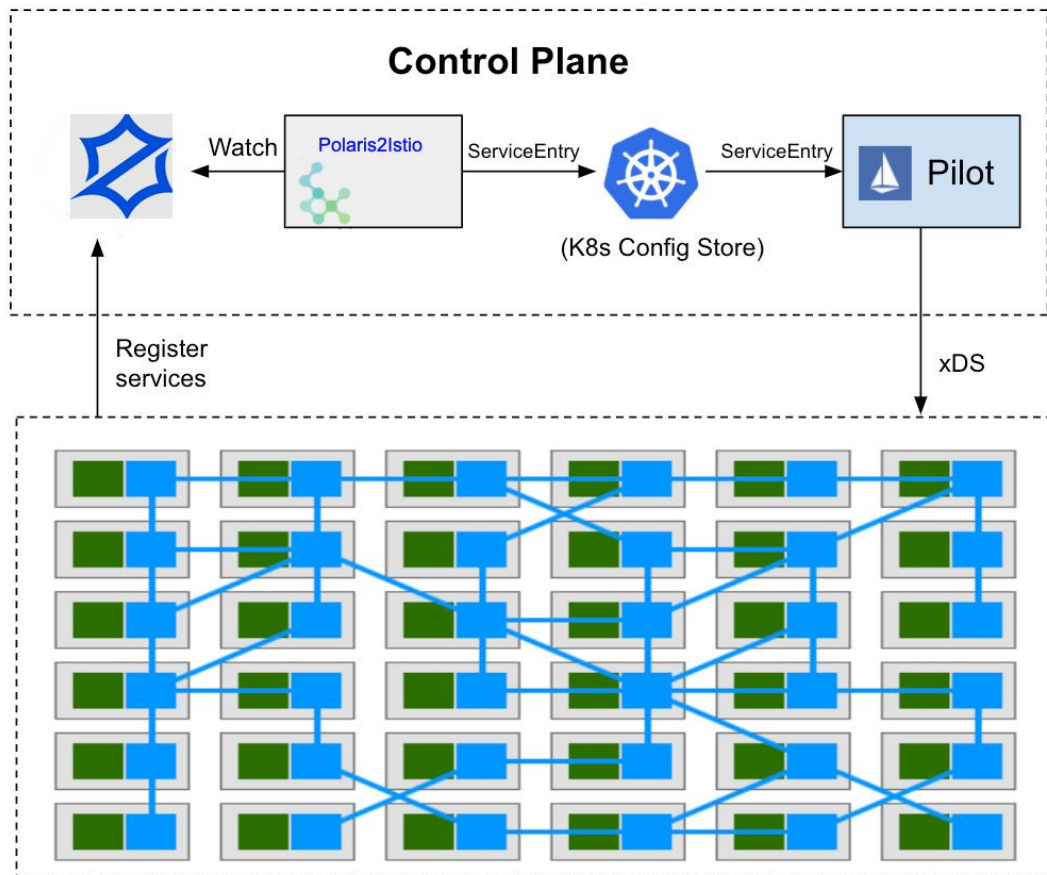 Control Plane
Watch
Polaris2Istio
ServiceEntry
ServiceEntry
Pilot
(K8s Config Store)
Register
services
xDS